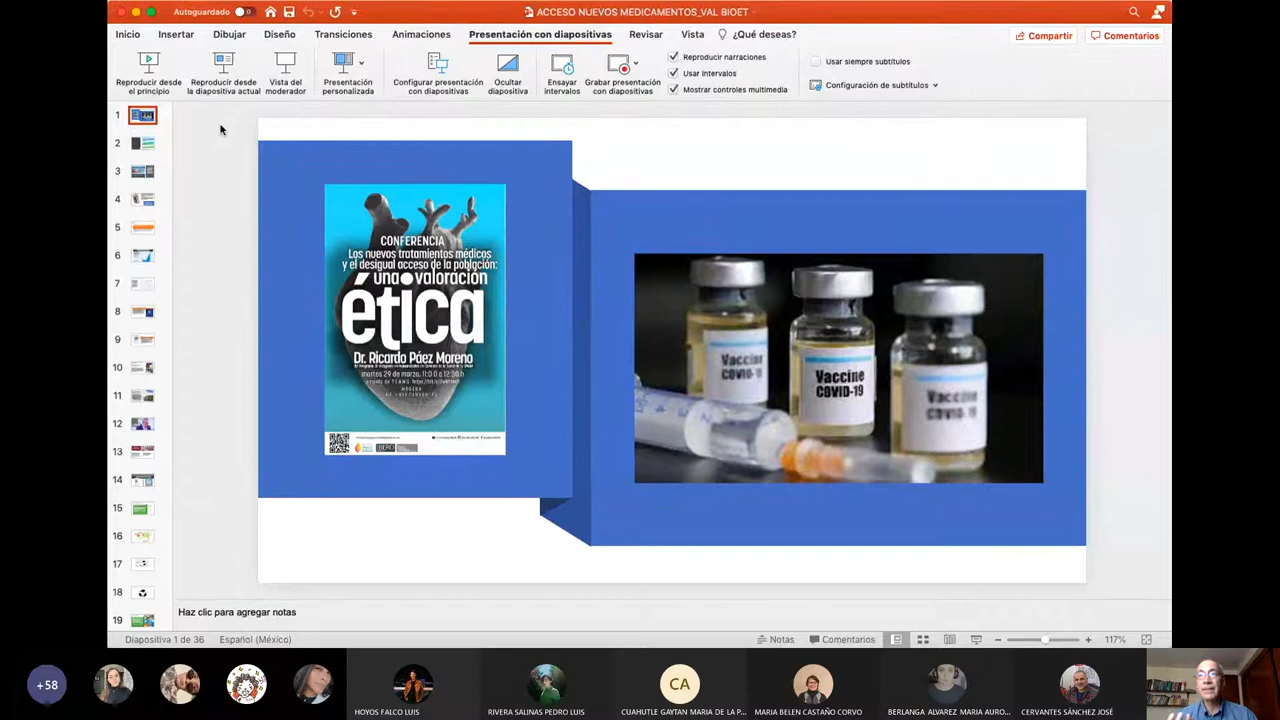 Autoguardado
ACCESO NUEVOS MEDICAMENTOS_VAL BIOET
Inicio
Insertar
Dibujar
Diseño
Transiciones
Animaciones
Presentación con diapositivas
Revisar
Vista
¿Qué deseas?
Compartir
Comentarios
Reproducir desde
el principio
Reproducir desde
la diapositiva actual
Vista del
moderador
Presentación
personalizada
Configurar presentación
con diapositivas
Ocultar
diapositiva
Ensayar
intervalos
Grabar presentación
con diapositivas
Reproducir narraciones
Usar intervalos
Mostrar controles multimedia
Usar siempre subtítulos
Configuración de subtítulos
1
2
3
4
5
6
7
8
9
10
11
12
13
14
15
16
17
18
19
CONFERENCIA
Los nuevos tratamientos médicos
y el desigual acceso de la población:
una valoración
ética
Dr. Ricardo Páez Moreno
martes 29 de marzo, 11:00 a 12:30 h
IBERO
Vaccine
COVID-19
Vaccine
COVID-19
Vaccine
COVID-19
Haz clic para agregar notas
Diapositiva 1 de 36
Español (México)
Notas
Comentarios
117%
+58
HOYOS FALCO LUIS
RIVERA SALINAS PEDRO LUIS
CA
CUAHUTLE GAYTAN MARIA DE LA P...
MARIA BELEN CASTAÑO CORVO
BERLANGA ALVAREZ MARIA AURO...
CERVANTES SÁNCHEZ JOSÉ